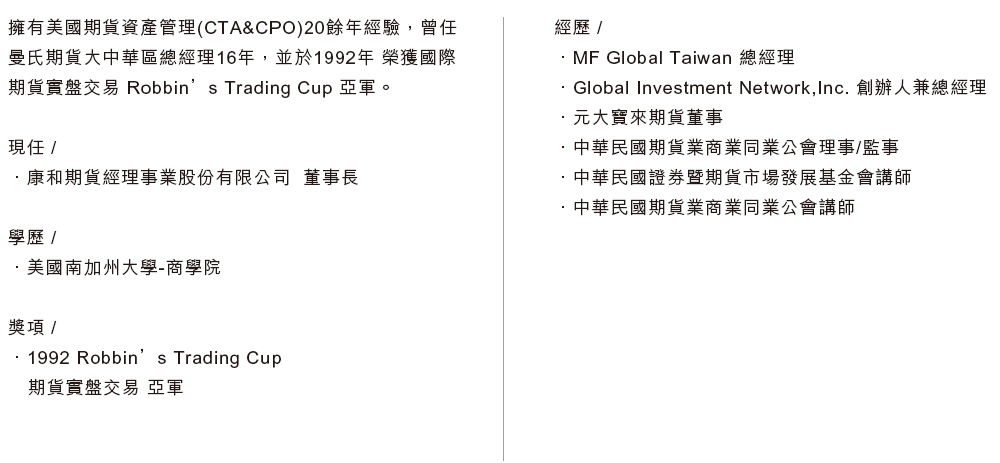 擁有美國期貨資產管理(CTA&CPO)20餘年經驗，曾任
曼氏期貨大中華區總經理16年，並於1992年 榮獲國際
期貨實盤交易 Robbin’s Trading Cup 亞軍。
現任 /
．康和期貨經理事業股份有限公司 董事長
學歷 /
．美國南加州大學-商學院
獎項 /
．1992 Robbin’s Trading Cup
期貨實盤交易 亞軍
經歷 /
．MF Global Taiwan 總經理
．Global Investment Network,Inc. 創辦人兼總經理
．元大寶來期貨董事
．中華民國期貨業商業同業公會理事/監事
．中華民國證券暨期貨市場發展基金會講師
．中華民國期貨業商業同業公會講師